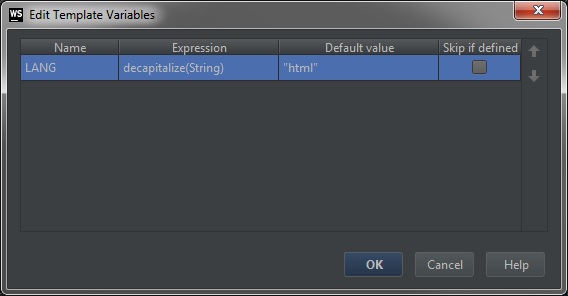 WS Edit Template Variables
Name Expression Default value Skip if defined
LANG decapitalize(String) "html"
OK Cancel Help